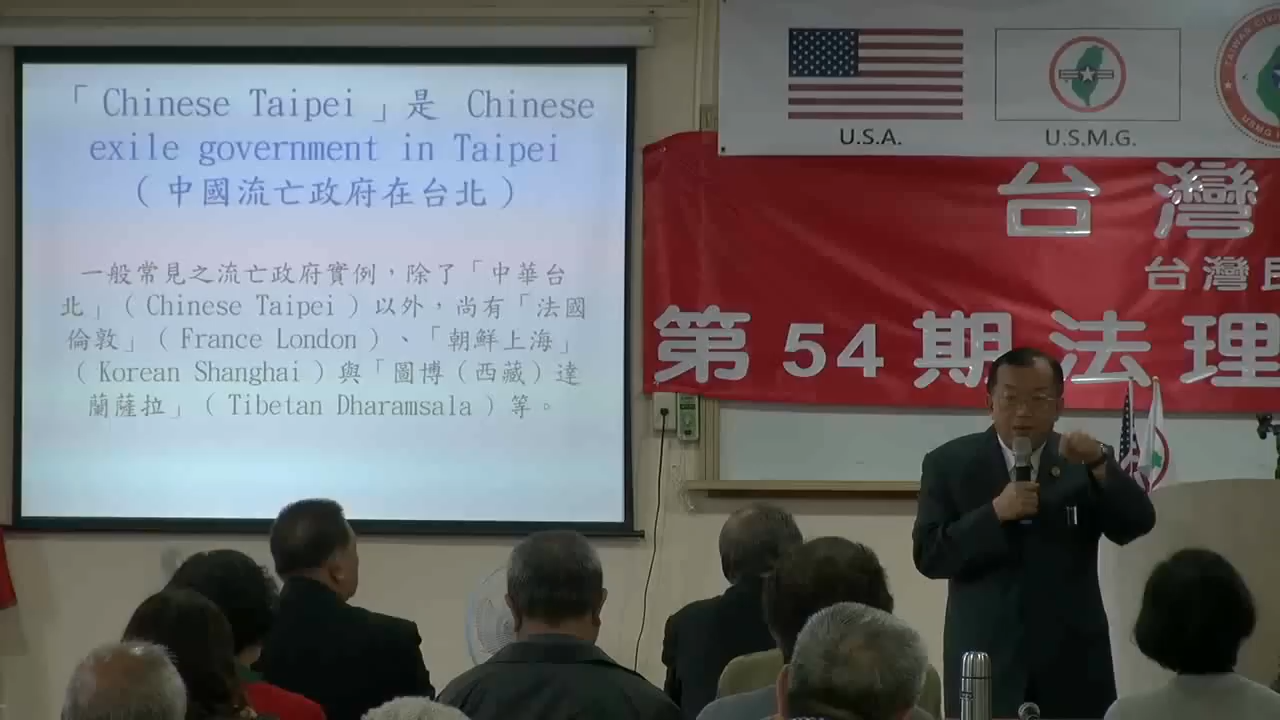 「Chinese Taipei」是 Chinese
exile government in Taipei
(中國流亡政府在台北)
一般常見之流亡政府實例,除了「中華台
北」(Chinese Taipei)以外,尚有「法國
倫敦」(France London)、「朝鮮上海」
(Korean Shanghai)與「圖博(西藏)達
蘭薩拉」(Tibetan Dharamsala)等。
U.S.A.
U.S.M.G.
TAIWAN CIVIL
台灣
台灣民
第54期法理